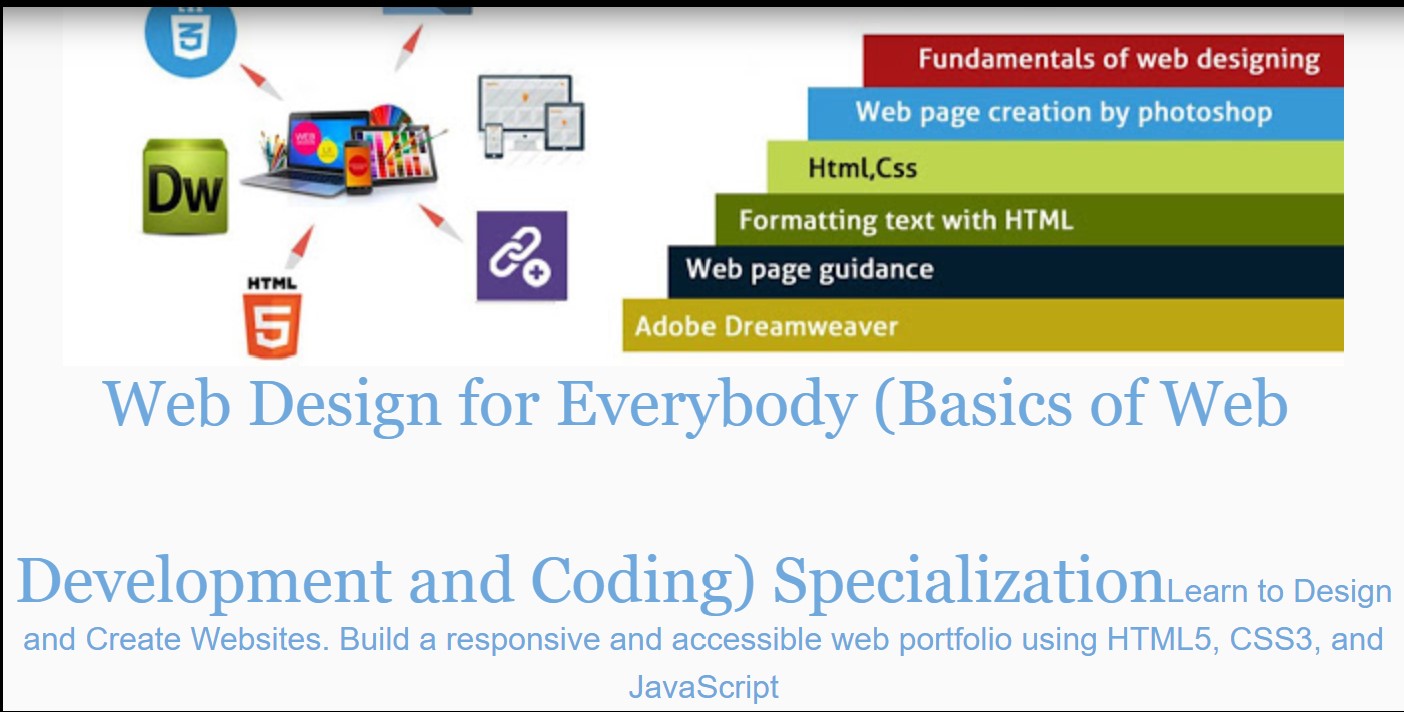 3
Fundamentals of web designing
Web page creation by photoshop
Html,Css
Dw
Formatting text with HTML
Web page guidance
HTML
5
Adobe Dreamweaver
Web Design for Everybody (Basics of Web
Development and Coding) SpecializationLearn to Design
and Create Websites. Build a responsive and accessible web portfolio using HTML5, CSS3, and
JavaScript